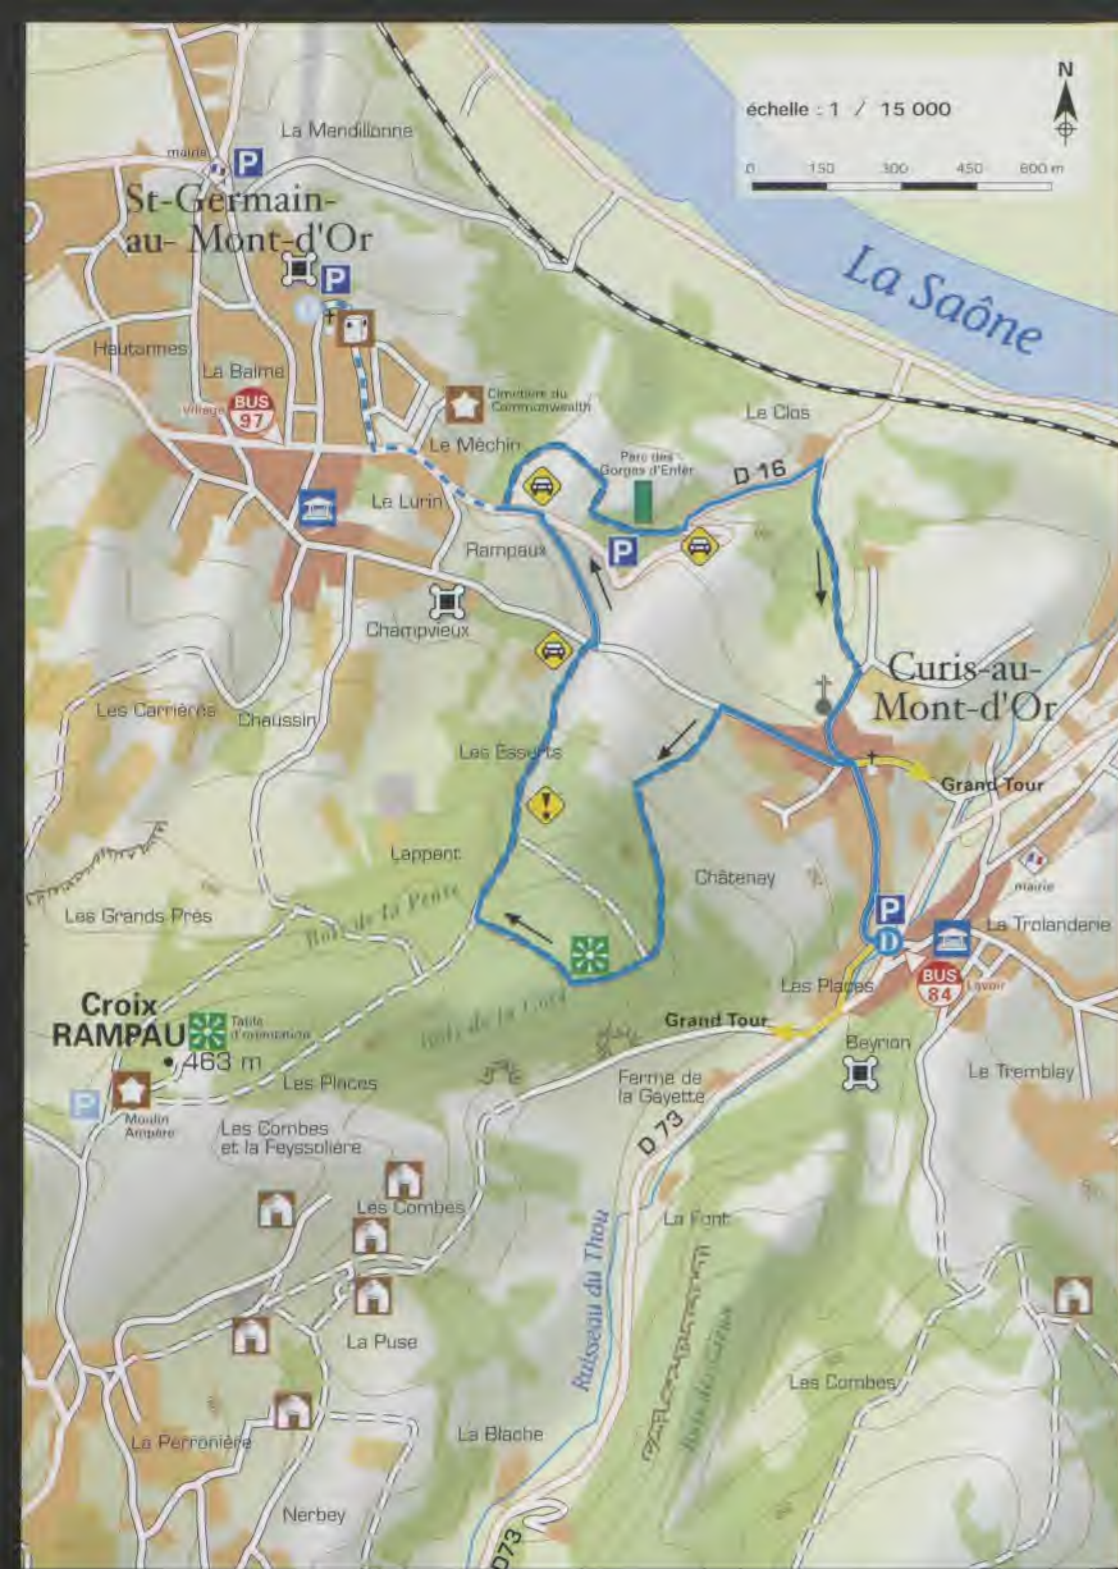 échelle : 1 / 15 000
N
0 150 300 450 600 m
La Mendillonne
mairie
P
St-Germain-
au- Mont-d'Or
La Saône
P
Hautannes
La Baime
Village
BUS
97
Cimetière du
Commonwealth
Le Clos
Le Méchin
Parc des
Gorges d'Enfer
D 16
Le Lurin
Rampaux
P
Champvieux
Curis-au-
Mont-d'Or
Les Carrières
Chaussin
Les Essarts
Grand Tour
!
Lappent
Châtenay
mairie
Les Grands Prés
Bois de la Pente
P
D
La Trolanderie
Les Places
BUS
84
Lavoir
Croix
RAMPAU
Table
d'orientation
463 m
Bois de la
Grand Tour
Beyrion
Le Tremblay
Les Places
Ferme de
la Gayette
P
Moulin
Ampère
Les Combes
et la Feyssolière
D 73
Les Combes
La Font
Ruisseau du Thou
La Puse
Les Combes
La Perronière
La Blache
Nerbey
D73